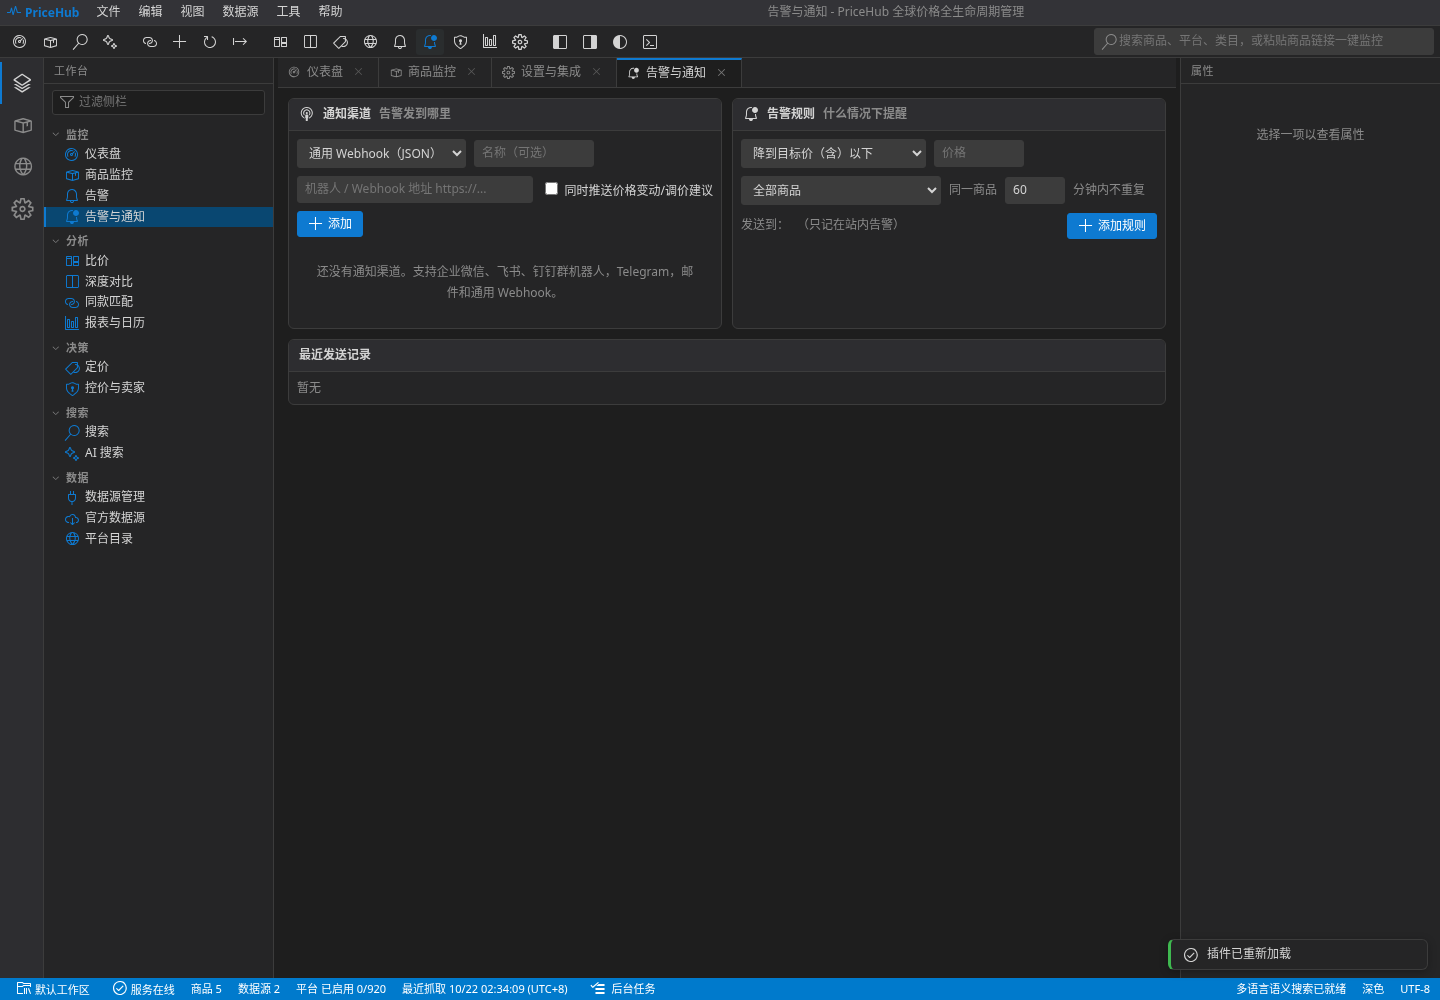 PriceHub 文件 编辑 视图 数据源 工具 帮助 告警与通知 - PriceHub 全球价格全生命周期管理
搜索商品、平台、类目，或粘贴商品链接一键监控
工作台
过滤侧栏
监控
仪表盘
商品监控
告警
告警与通知
分析
比价
深度对比
同款匹配
报表与日历
决策
定价
控价与卖家
搜索
搜索
AI 搜索
数据
数据源管理
官方数据源
平台目录
仪表盘 商品监控 设置与集成 告警与通知
通知渠道 告警发到哪里
通用 Webhook（JSON） 名称（可选）
机器人 / Webhook 地址 https://... 同时推送价格变动/调价建议
添加
还没有通知渠道。支持企业微信、飞书、钉钉群机器人，Telegram，邮
件和通用 Webhook。
告警规则 什么情况下提醒
降到目标价（含）以下 价格
全部商品 同一商品 60 分钟内不重复
发送到： （只记在站内告警） 添加规则
最近发送记录
暂无
属性
选择一项以查看属性
插件已重新加载
默认工作区 服务在线 商品 5 数据源 2 平台 已启用 0/920 最近抓取 10/22 02:34:09 (UTC+8) 后台任务 多语言语义搜索已就绪 深色 UTF-8